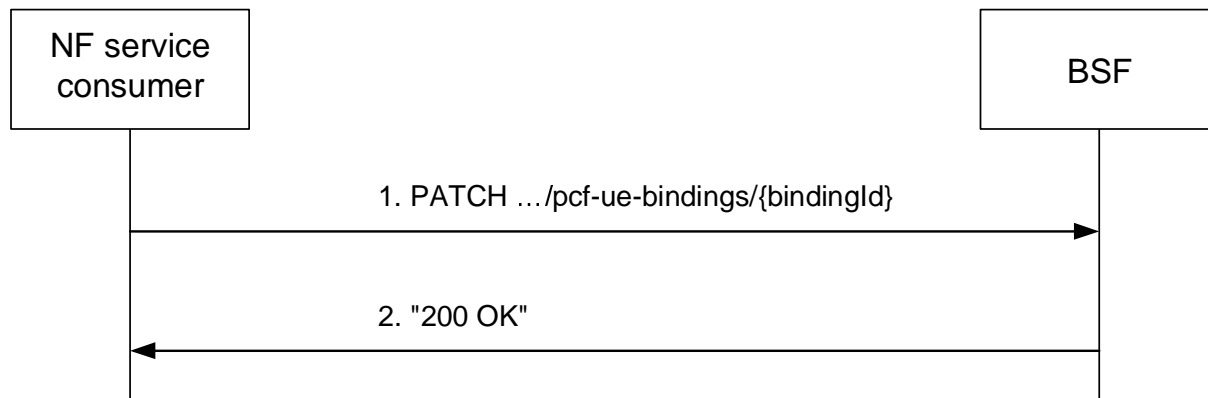 NF service
consumer
BSF
1. PATCH …/pcf-ue-bindings/{bindingId}
2. "200 OK"